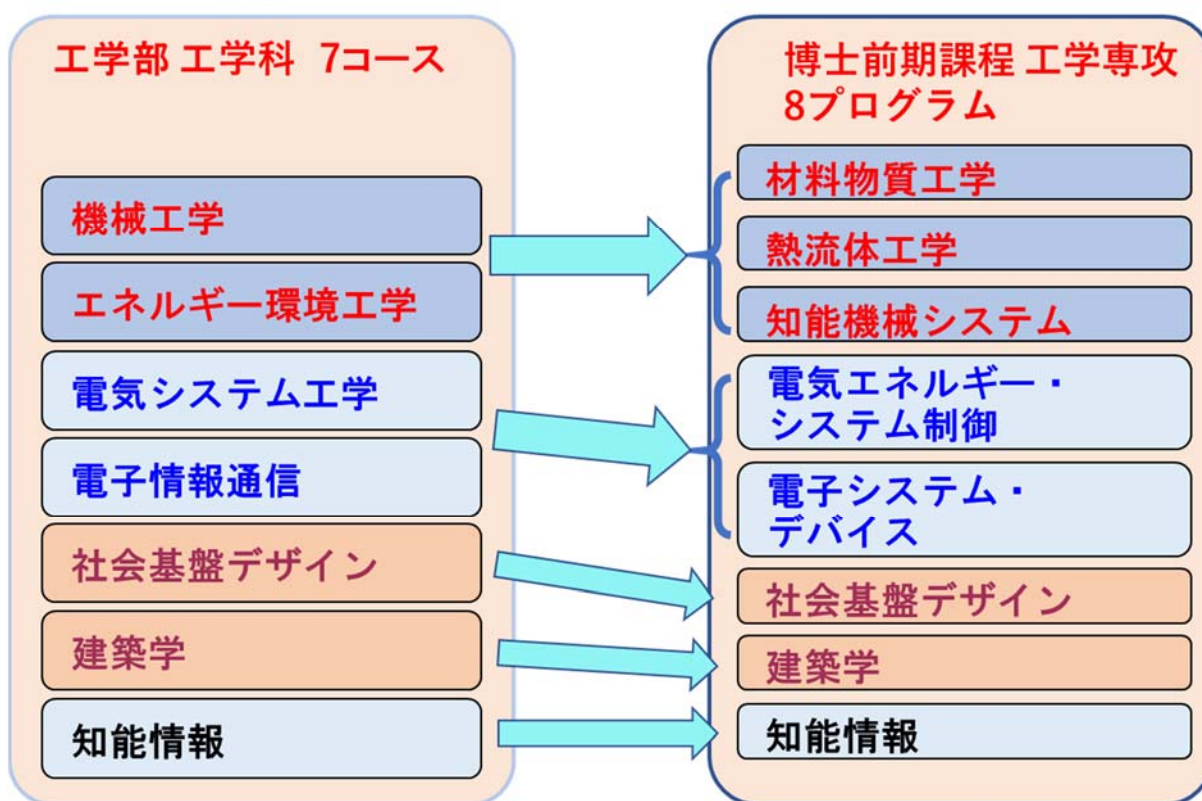 工学部 工学科 7コース
機械工学
エネルギー環境工学
電気システム工学
電子情報通信
社会基盤デザイン
建築学
知能情報
博士前期課程 工学専攻
8プログラム
材料物質工学
熱流体工学
知能機械システム
電気エネルギー・
システム制御
電子システム・
デバイス
社会基盤デザイン
建築学
知能情報